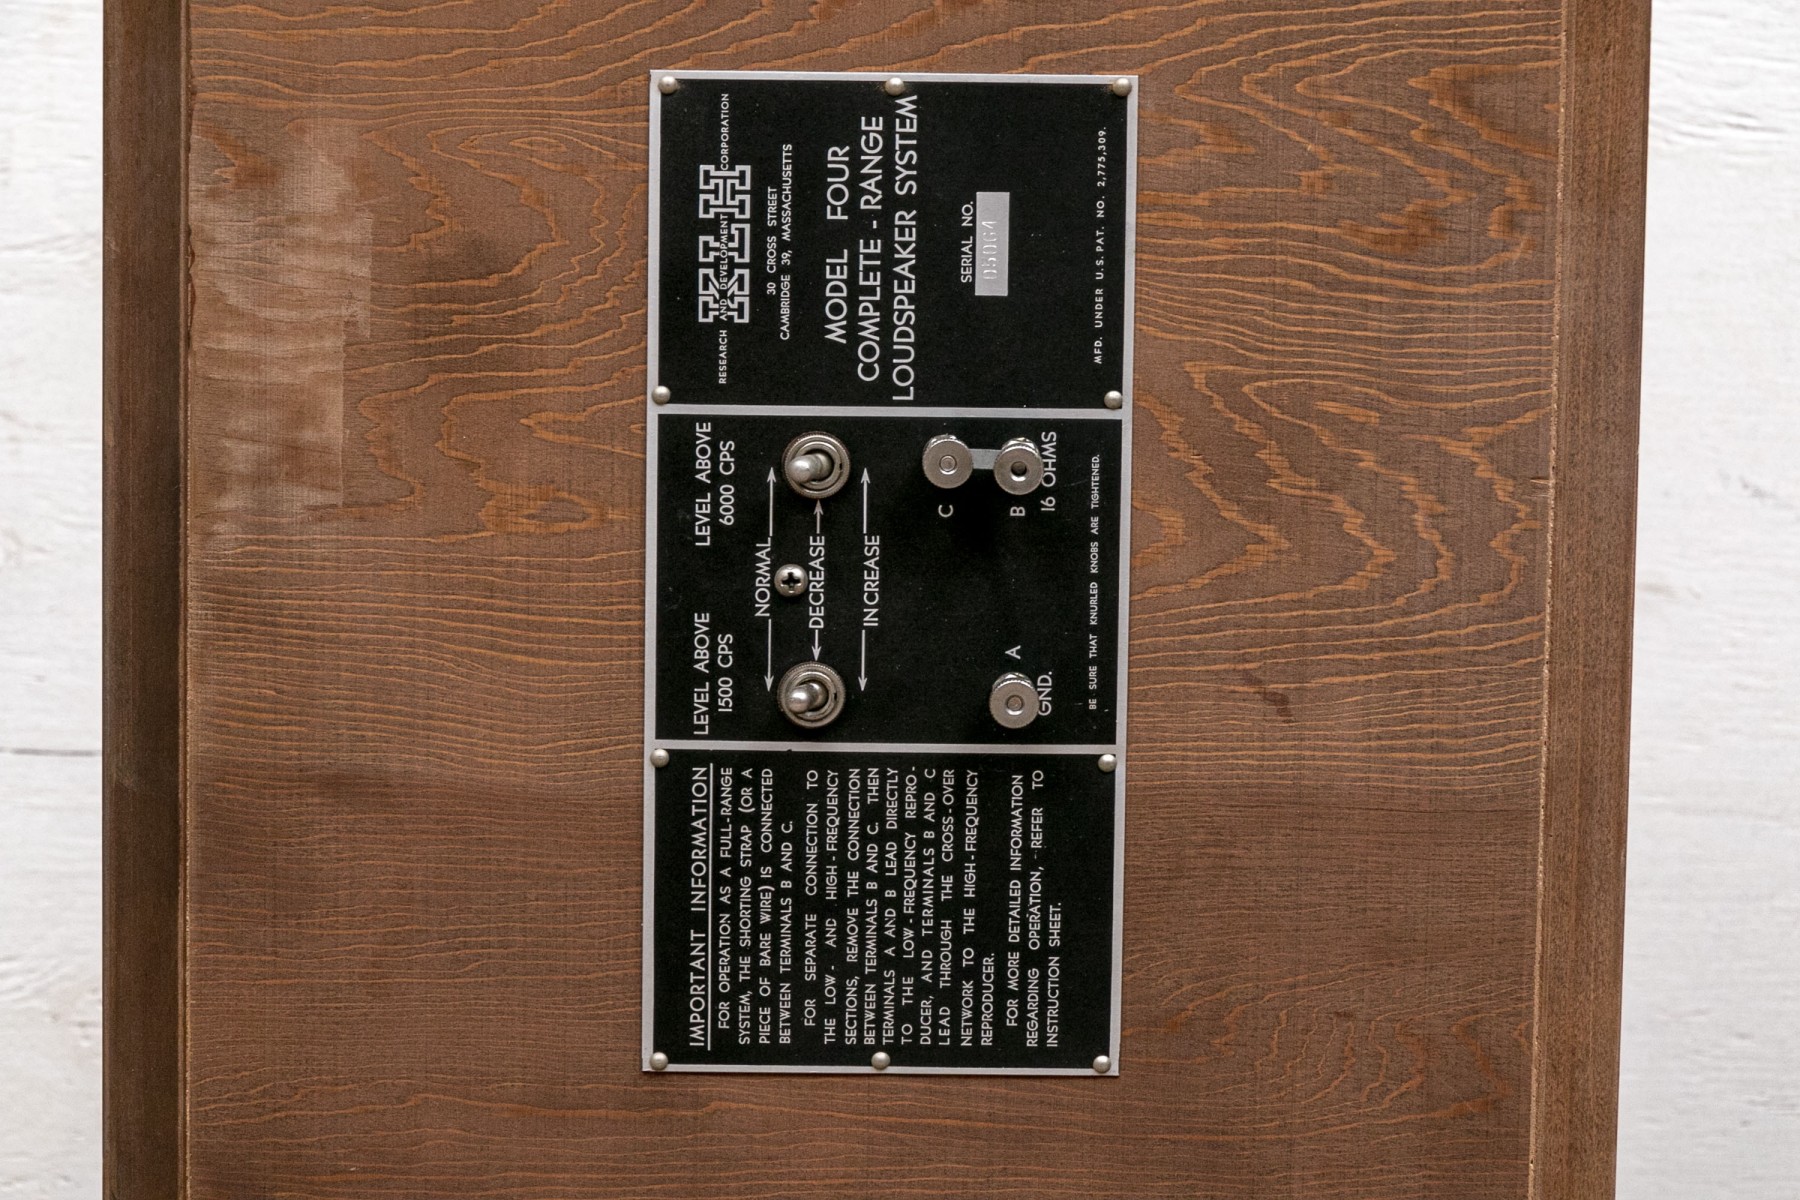 IMPORTANT INFORMATION
FOR OPERATION AS A FULL-RANGE
SYSTEM, THE SHORTING STRAP (OR A
PIECE OF BARE WIRE) IS CONNECTED
BETWEEN TERMINALS B AND C.
FOR SEPARATE CONNECTION TO
THE LOW- AND HIGH-FREQUENCY
SECTIONS, REMOVE THE CONNECTION
BETWEEN TERMINALS B AND C. THEN
TERMINALS A AND B LEAD DIRECTLY
TO THE LOW-FREQUENCY REPRO-
DUCER, AND TERMINALS B AND C
LEAD THROUGH THE CROSS-OVER
NETWORK TO THE HIGH-FREQUENCY
REPRODUCER.
FOR MORE DETAILED INFORMATION
REGARDING OPERATION, REFER TO
INSTRUCTION SHEET.
LEVEL ABOVE
1500 CPS
LEVEL ABOVE
6000 CPS
NORMAL
DECREASE
INCREASE
C
A
B
GND.
16 OHMS
BE SURE THAT KNURLED KNOBS ARE TIGHTENED.
KLH
RESEARCH AND DEVELOPMENT CORPORATION
30 CROSS STREET
CAMBRIDGE 39, MASSACHUSETTS
MODEL FOUR
COMPLETE-RANGE
LOUDSPEAKER SYSTEM
SERIAL NO.
05064
MFD. UNDER U.S. PAT. NO. 2,775,309.